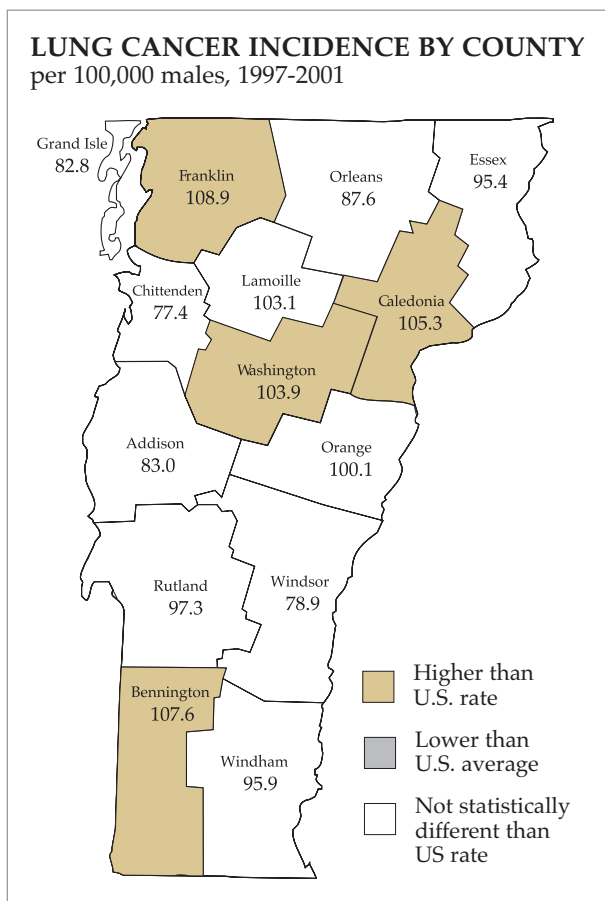 LUNG CANCER INCIDENCE BY COUNTY
per 100,000 males, 1997-2001
Grand Isle
82.8
Franklin
108.9
Orleans
87.6
Essex
95.4
Chittenden
77.4
Lamoille
103.1
Caledonia
105.3
Washington
103.9
Addison
83.0
Orange
100.1
Rutland
97.3
Windsor
78.9
Bennington
107.6
Windham
95.9
Higher than
U.S. rate
Lower than
U.S. average
Not statistically
different than
US rate